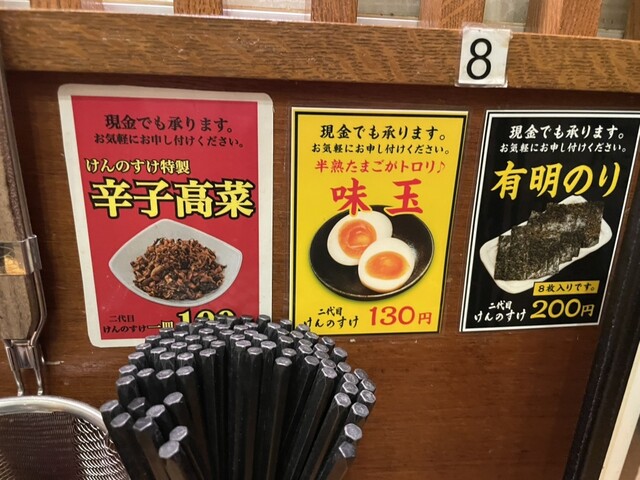 8
現金でも承ります。
お気軽にお申し付けください。
けんのすけ特製
辛子高菜
二代目
けんのすけ 一皿
現金でも承ります。
お気軽にお申し付けください。
半熟たまごがトロリ♪
味玉
二代目
けんのすけ 130円
現金でも承ります。
お気軽にお申し付けください。
有明のり
8枚入りです。
二代目
けんのすけ 200円